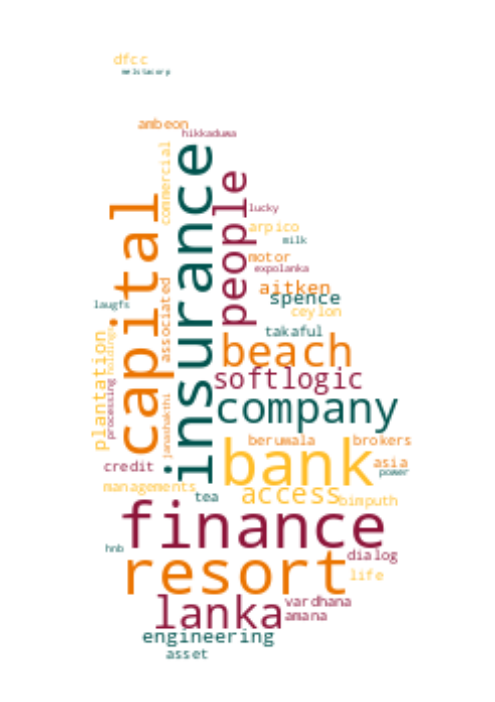 dfcc
melstacorp
ambeon
hikkaduwa
commercial
insurance
people
capital
lucky
arpico
milk
motor
expolanka
aitken
spence
ceylon
laugfs
associated
takaful
plantation
holdings
beach
softlogic
processing
janashakthi
company
beruwala
brokers
bank
credit
asia
power
managements
tea
access
bimputh
finance
hnb
dialog
resort
life
lanka
vardhana
amana
engineering
asset